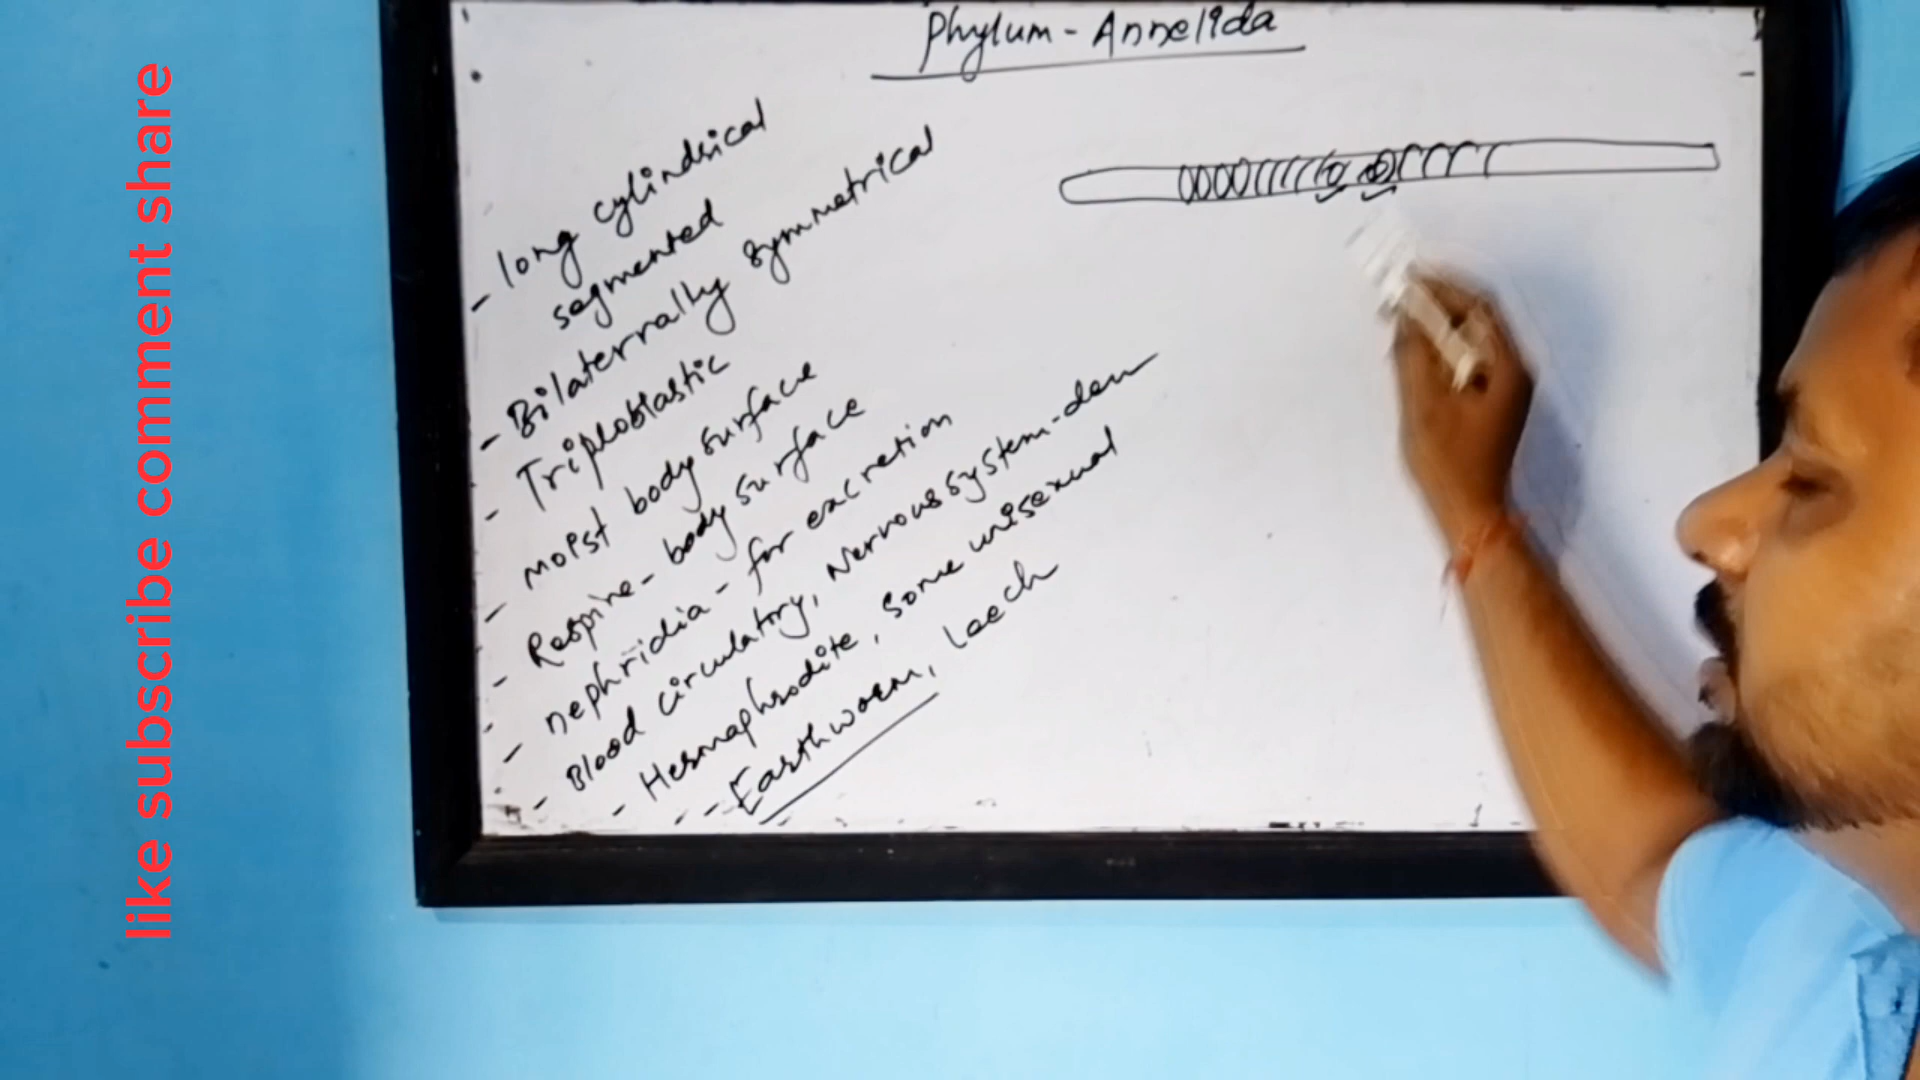 Phylum - Annelida
- long cylindrical
segmented
- Bilaterrally symmetrical
- Triploblastic
- moist body surface
- Respire - body surface
- nephridia - for excretion
- Blood circulatory, Nervous system - dev
- Hermaphrodite, some unisexual
- Earthworm, Leech
like subscribe comment share